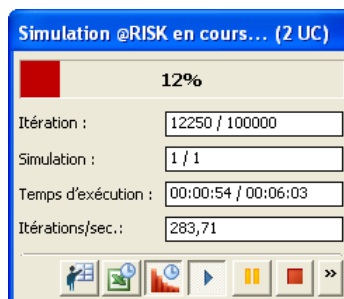 Simulation @RISK en cours... (2 UC)
12%
Itération : 12250 / 100000
Simulation : 1 / 1
Temps d'exécution : 00:00:54 / 00:06:03
Itérations/sec.: 283,71
»